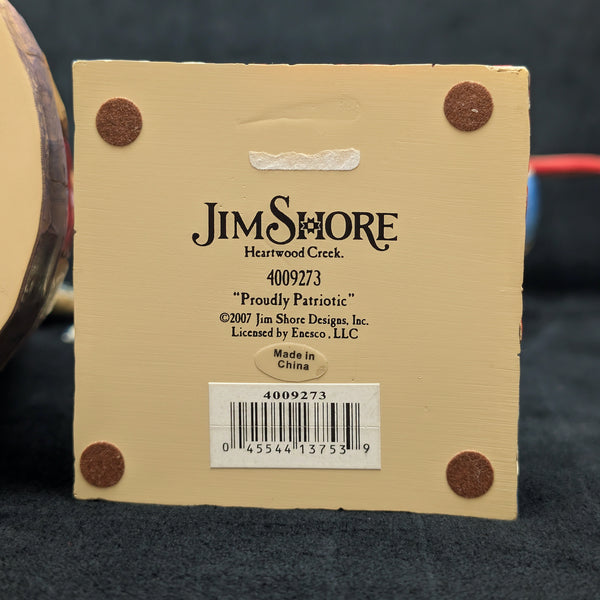 JIM SHORE
Heartwood Creek.
4009273
"Proudly Patriotic"
©2007 Jim Shore Designs, Inc.
Licensed by Enesco, LLC
Made in
China
4009273
0 45544 13753 9